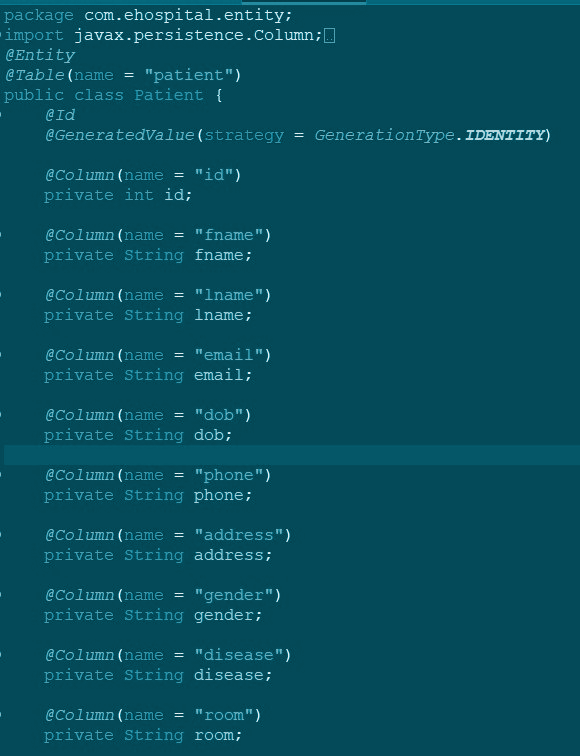 package com.ehospital.entity;
import javax.persistence.Column;
@Entity
@Table(name = "patient")
public class Patient {
@Id
@GeneratedValue(strategy = GenerationType.IDENTITY)
@Column(name = "id")
private int id;
@Column(name = "fname")
private String fname;
@Column(name = "lname")
private String lname;
@Column(name = "email")
private String email;
@Column(name = "dob")
private String dob;
@Column(name = "phone")
private String phone;
@Column(name = "address")
private String address;
@Column(name = "gender")
private String gender;
@Column(name = "disease")
private String disease;
@Column(name = "room")
private String room;